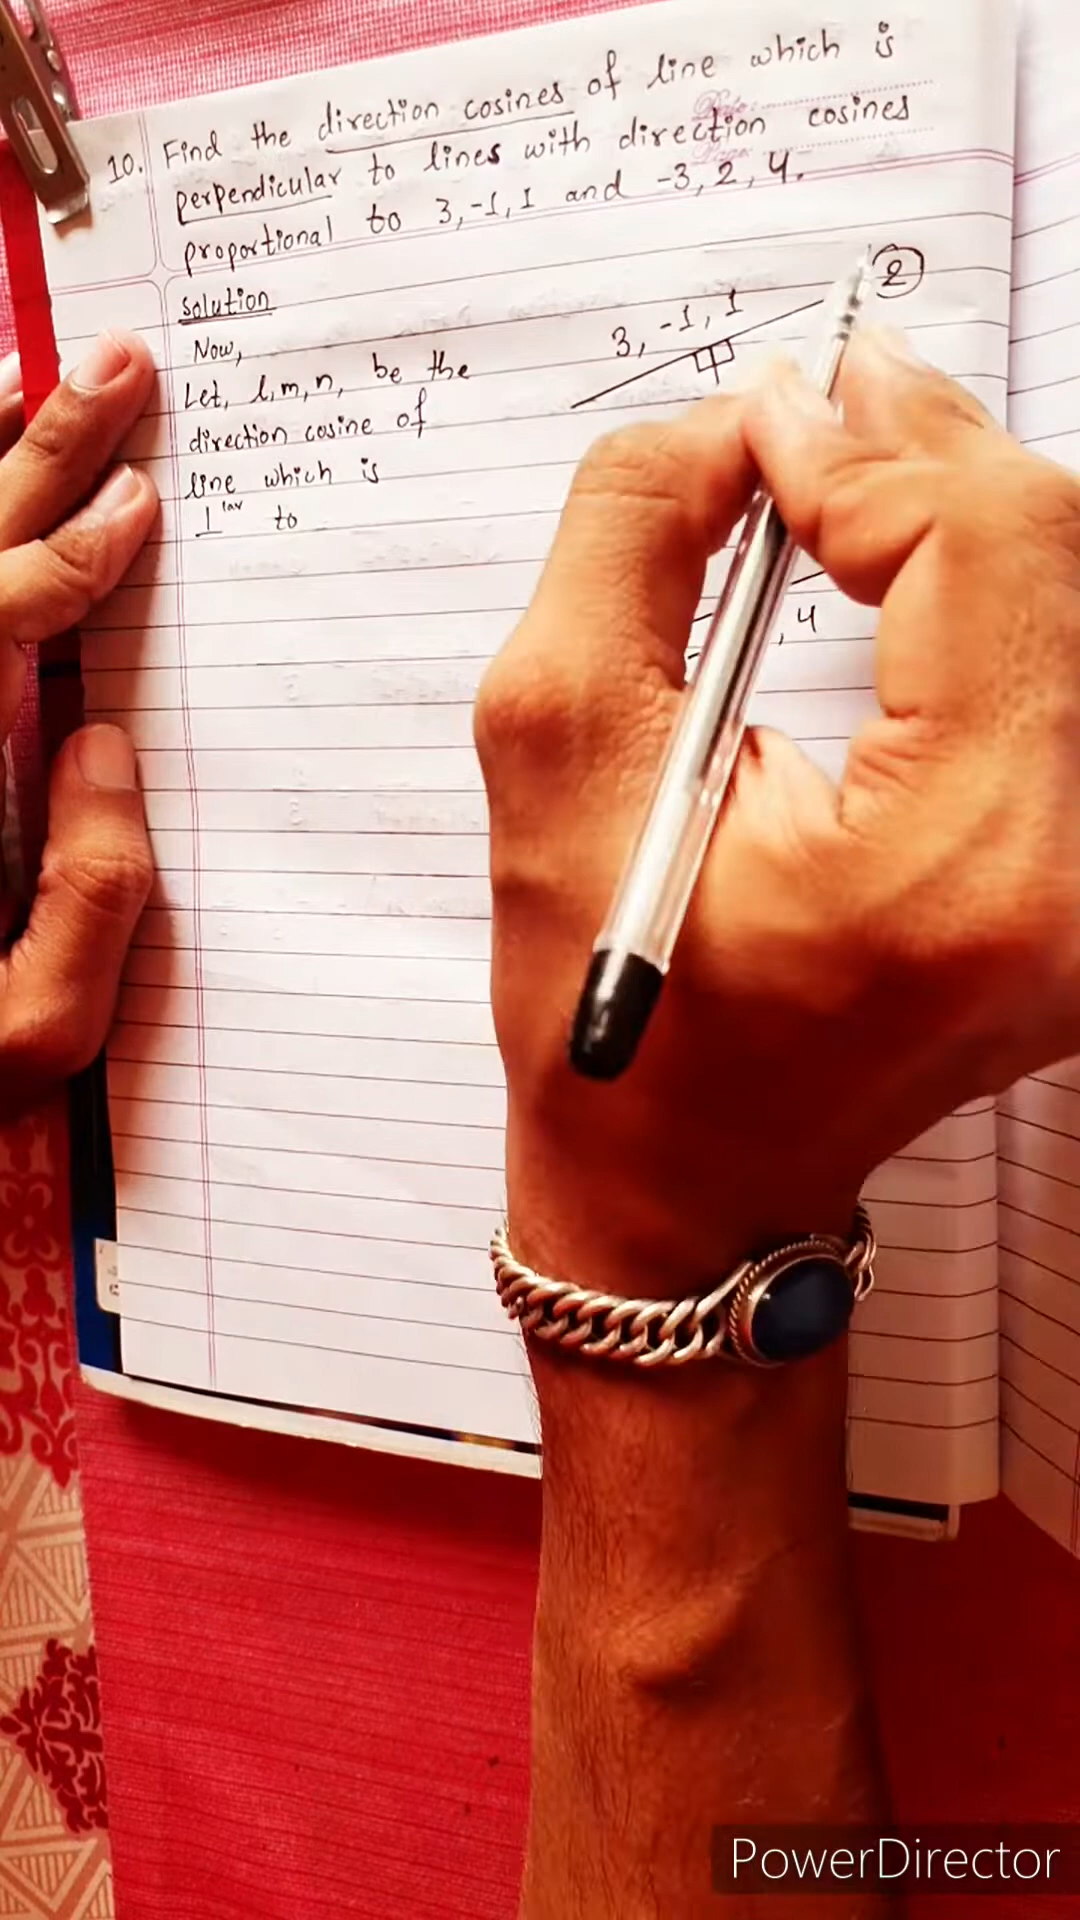 10. Find the direction cosines of line which is
perpendicular to lines with direction cosines
proportional to 3, -1, 1 and -3, 2, 4.
Solution
Now,
Let, l, m, n, be the
direction cosine of
line which is
⊥lar to
3, -1, 1
2
, 4
PowerDirector